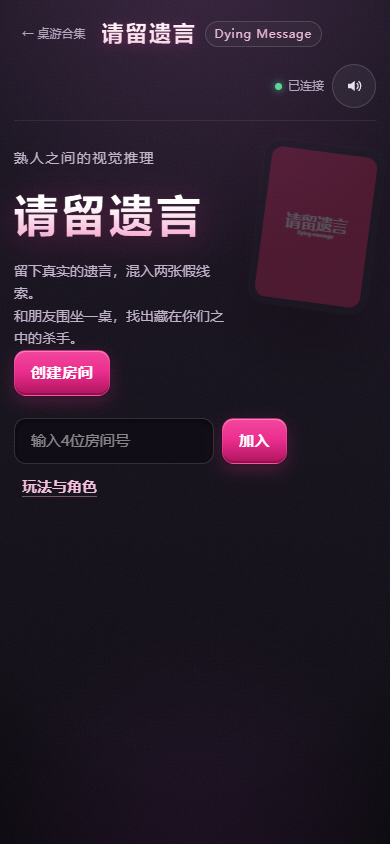 ← 桌游合集 请留遗言 Dying Message
已连接
熟人之间的视觉推理
请留遗言
请留遗言
Dying message
留下真实的遗言，混入两张假线
索。
和朋友围坐一桌，找出藏在你们之
中的杀手。
创建房间
输入4位房间号 加入
玩法与角色